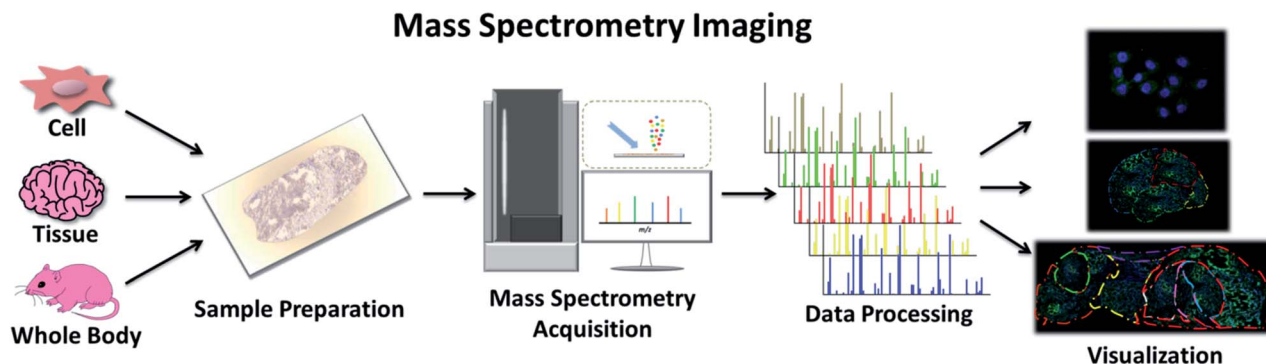 Mass Spectrometry Imaging
Cell
Tissue
Whole Body
Sample Preparation
m/z
Mass Spectrometry
Acquisition
Data Processing
Visualization